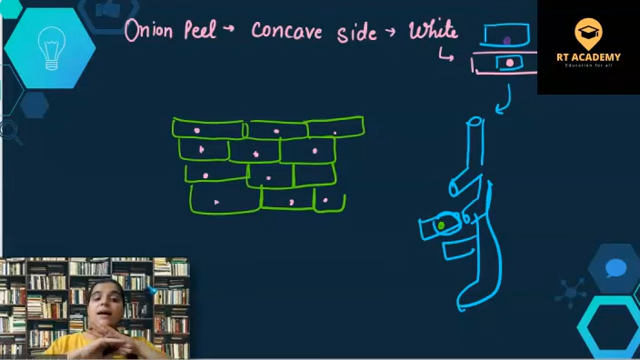 Onion Peel → Concave side → White
RT ACADEMY
Education for all